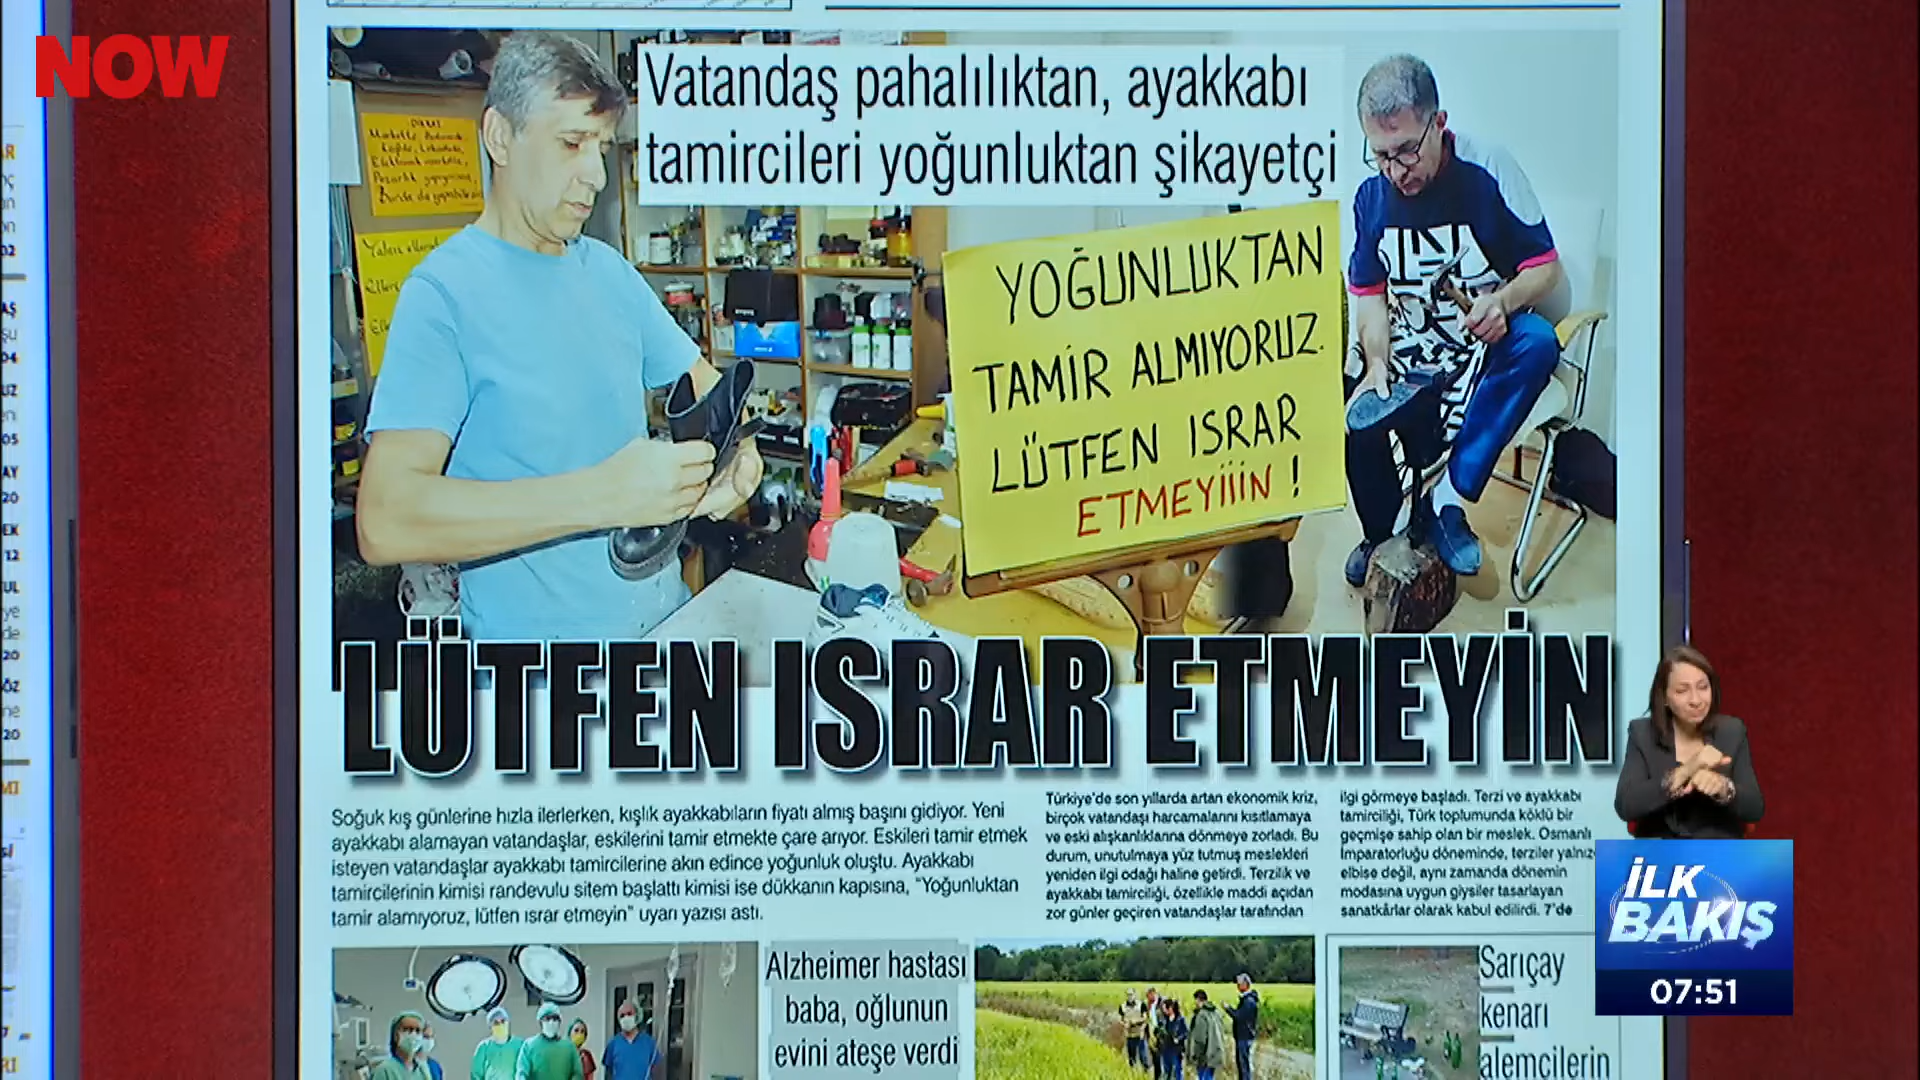 NOW
Vatandaş pahalılıktan, ayakkabı
tamircileri yoğunluktan şikayetçi
YOĞUNLUKTAN
TAMİR ALMIYORUZ.
LÜTFEN ISRAR
ETMEYİİİN !
LÜTFEN ISRAR ETMEYİN
Soğuk kış günlerine hızla ilerlerken, kışlık ayakkabıların fiyatı almış başını gidiyor. Yeni
ayakkabı alamayan vatandaşlar, eskilerini tamir etmekte çare arıyor. Eskileri tamir etmek
isteyen vatandaşlar ayakkabı tamircilerine akın edince yoğunluk oluştu. Ayakkabı
tamircilerinin kimisi randevulu sitem başlattı kimisi ise dükkanın kapısına, "Yoğunluktan
tamir alamıyoruz, lütfen ısrar etmeyin" uyarı yazısı astı.
Türkiye'de son yıllarda artan ekonomik kriz,
birçok vatandaşı harcamalarını kısıtlamaya
ve eski alışkanlıklarına dönmeye zorladı. Bu
durum, unutulmaya yüz tutmuş meslekleri
yeniden ilgi odağı haline getirdi. Terzilik ve
ayakkabı tamirciliği, özellikle maddi açıdan
zor günler geçiren vatandaşlar tarafından
ilgi görmeye başladı. Terzi ve ayakkabı
tamirciliği, Türk toplumunda köklü bir
geçmişe sahip olan bir meslek. Osmanlı
İmparatorluğu döneminde, terziler yalnız
elbise değil, aynı zamanda dönemin
modasına uygun giysiler tasarlayan
sanatkârlar olarak kabul edilirdi. 7'de
Alzheimer hastası
baba, oğlunun
evini ateşe verdi
Sarıçay
kenarı
alemcilerin
İLK
BAKIŞ
07:51